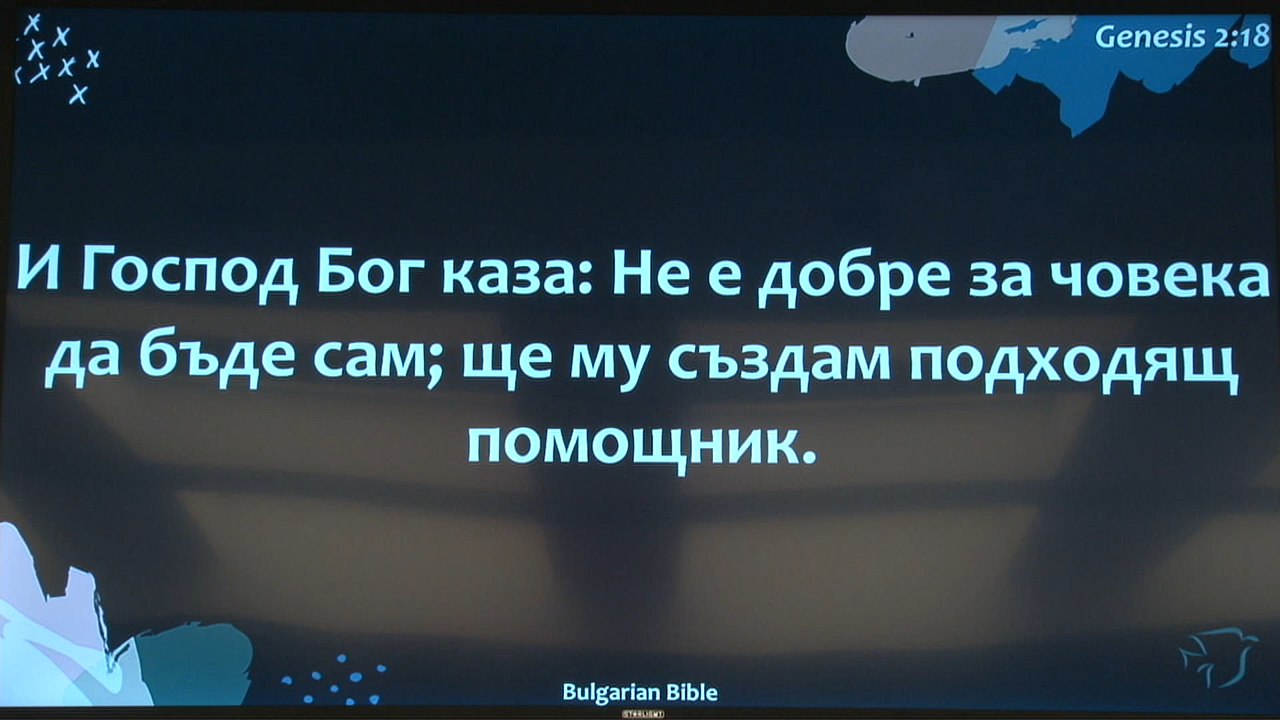 Genesis 2:18
И Господ Бог каза: Не е добре за човека
да бъде сам; ще му създам подходящ
помощник.
Bulgarian Bible
STARLIGHT